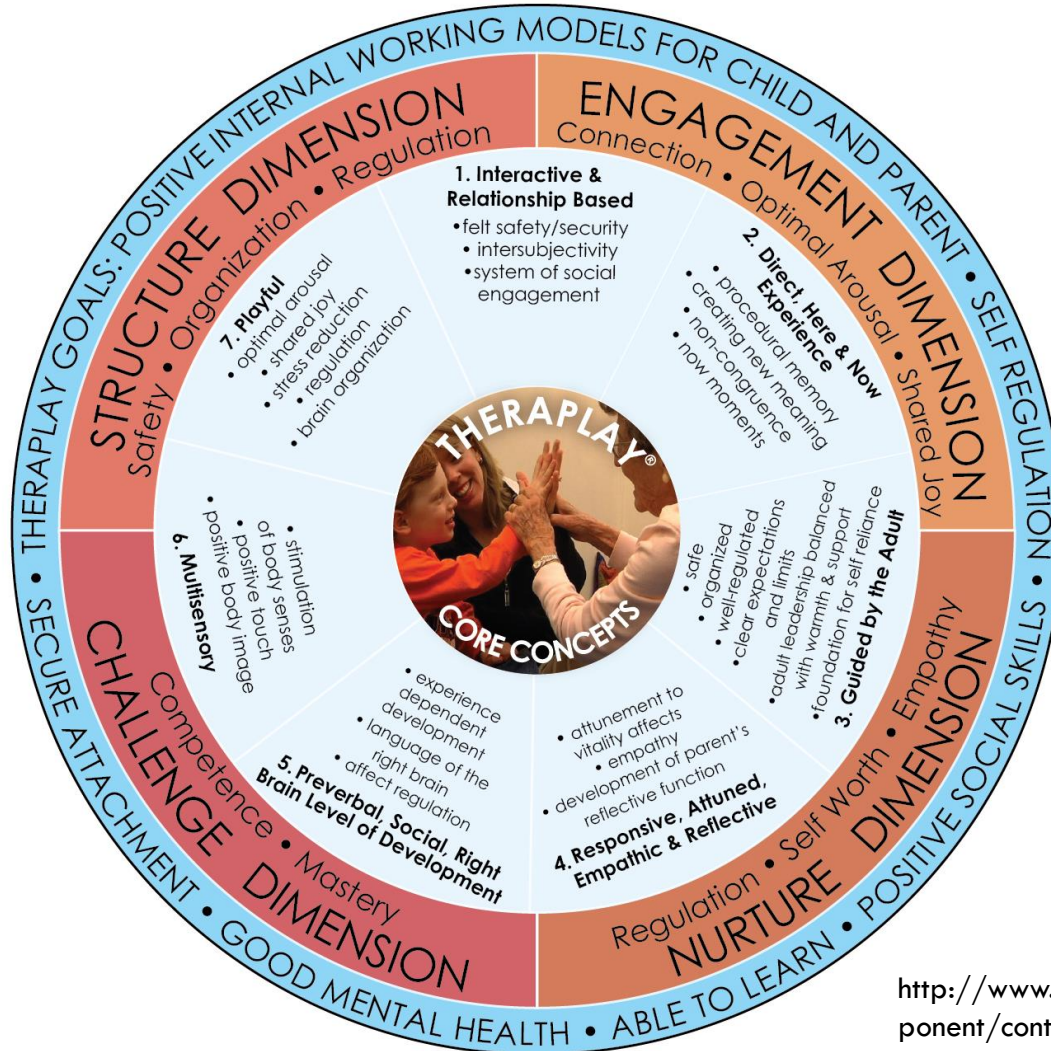 THERAPLAY GOALS: POSITIVE INTERNAL WORKING MODELS FOR CHILD AND PARENT • SELF REGULATION • POSITIVE SOCIAL SKILLS • ABLE TO LEARN • GOOD MENTAL HEALTH • SECURE ATTACHMENT •
STRUCTURE DIMENSION
Safety • Organization • Regulation
ENGAGEMENT DIMENSION
Connection • Optimal Arousal • Shared Joy
Regulation • Self Worth • Empathy
NURTURE DIMENSION
Competence • Mastery
CHALLENGE DIMENSION
1. Interactive &
Relationship Based
•felt safety/security
• intersubjectivity
•system of social
engagement
2. Direct, Here & Now
Experience
• procedural memory
• creating new meaning
• non-congruence
• now moments
• safe
• organized
• well-regulated
•clear expectations
and limits
•adult leadership balanced
with warmth & support
•foundation for self reliance
3. Guided by the Adult
• attunement to
vitality affects
• empathy
• development of parent's
reflective function
4. Responsive, Attuned,
Empathic & Reflective
• experience
dependent
development
• language of the
right brain
• affect regulation
5. Preverbal, Social, Right
Brain Level of Development
• stimulation
of body senses
• positive touch
• positive body image
6. Multisensory
7. Playful
• optimal arousal
• shared joy
• stress reduction
• regulation
• brain organization
THERAPLAY®
CORE CONCEPTS
http://www.
ponent/cont